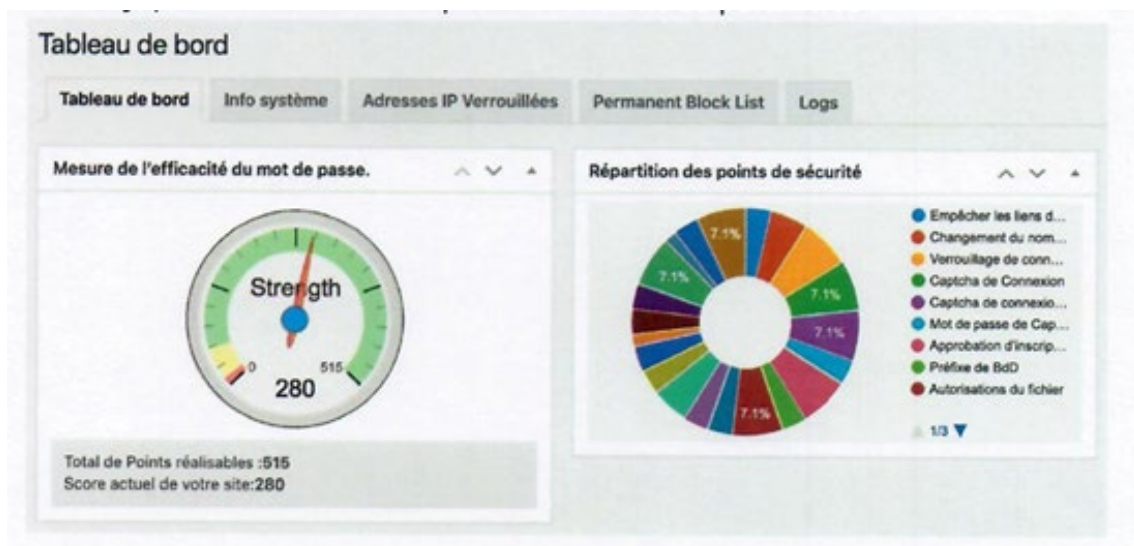 Tableau de bord
Tableau de bord
Info système
Adresses IP Verrouillées
Permanent Block List
Logs
Mesure de l'efficacité du mot de passe.
Strength
0
515
280
Total de Points réalisables :515
Score actuel de votre site:280
Répartition des points de sécurité
7.1%
7.1%
7.1%
7.1%
7.1%
Empêcher les liens d...
Changement du nom...
Verrouillage de conn...
Captcha de Connexion
Captcha de connexio...
Mot de passe de Cap...
Approbation d'inscrip...
Préfixe de BdD
Autorisations du fichier
1/3